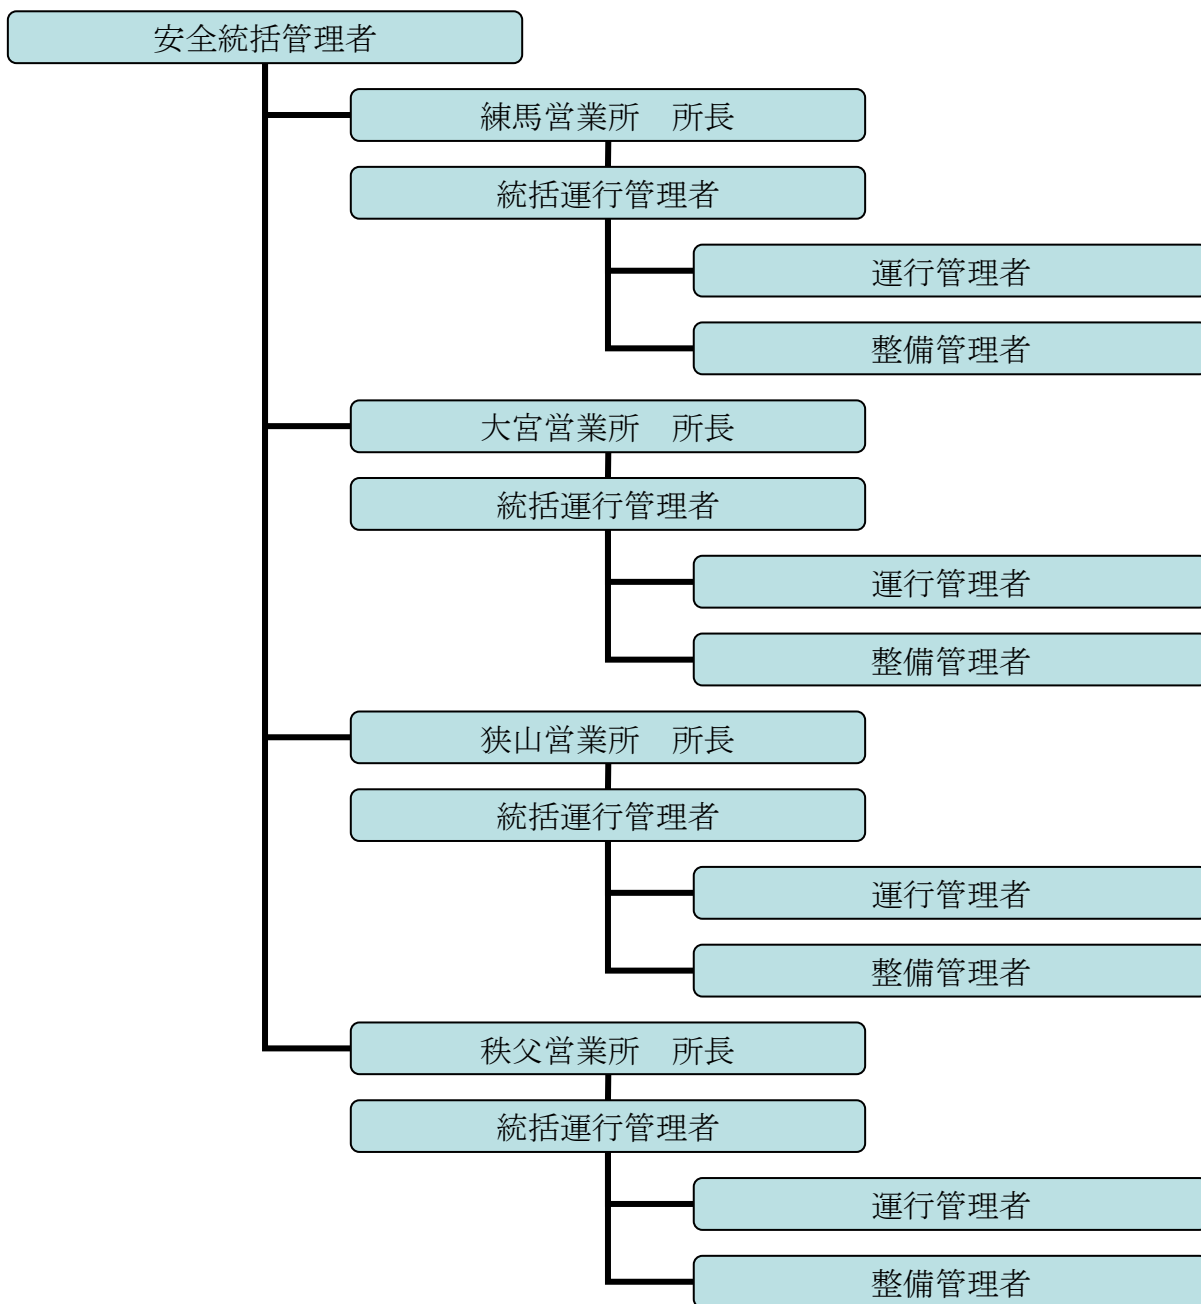 安全統括管理者
練馬営業所　所長
統括運行管理者
運行管理者
整備管理者
大宮営業所　所長
統括運行管理者
運行管理者
整備管理者
狭山営業所　所長
統括運行管理者
運行管理者
整備管理者
秩父営業所　所長
統括運行管理者
運行管理者
整備管理者